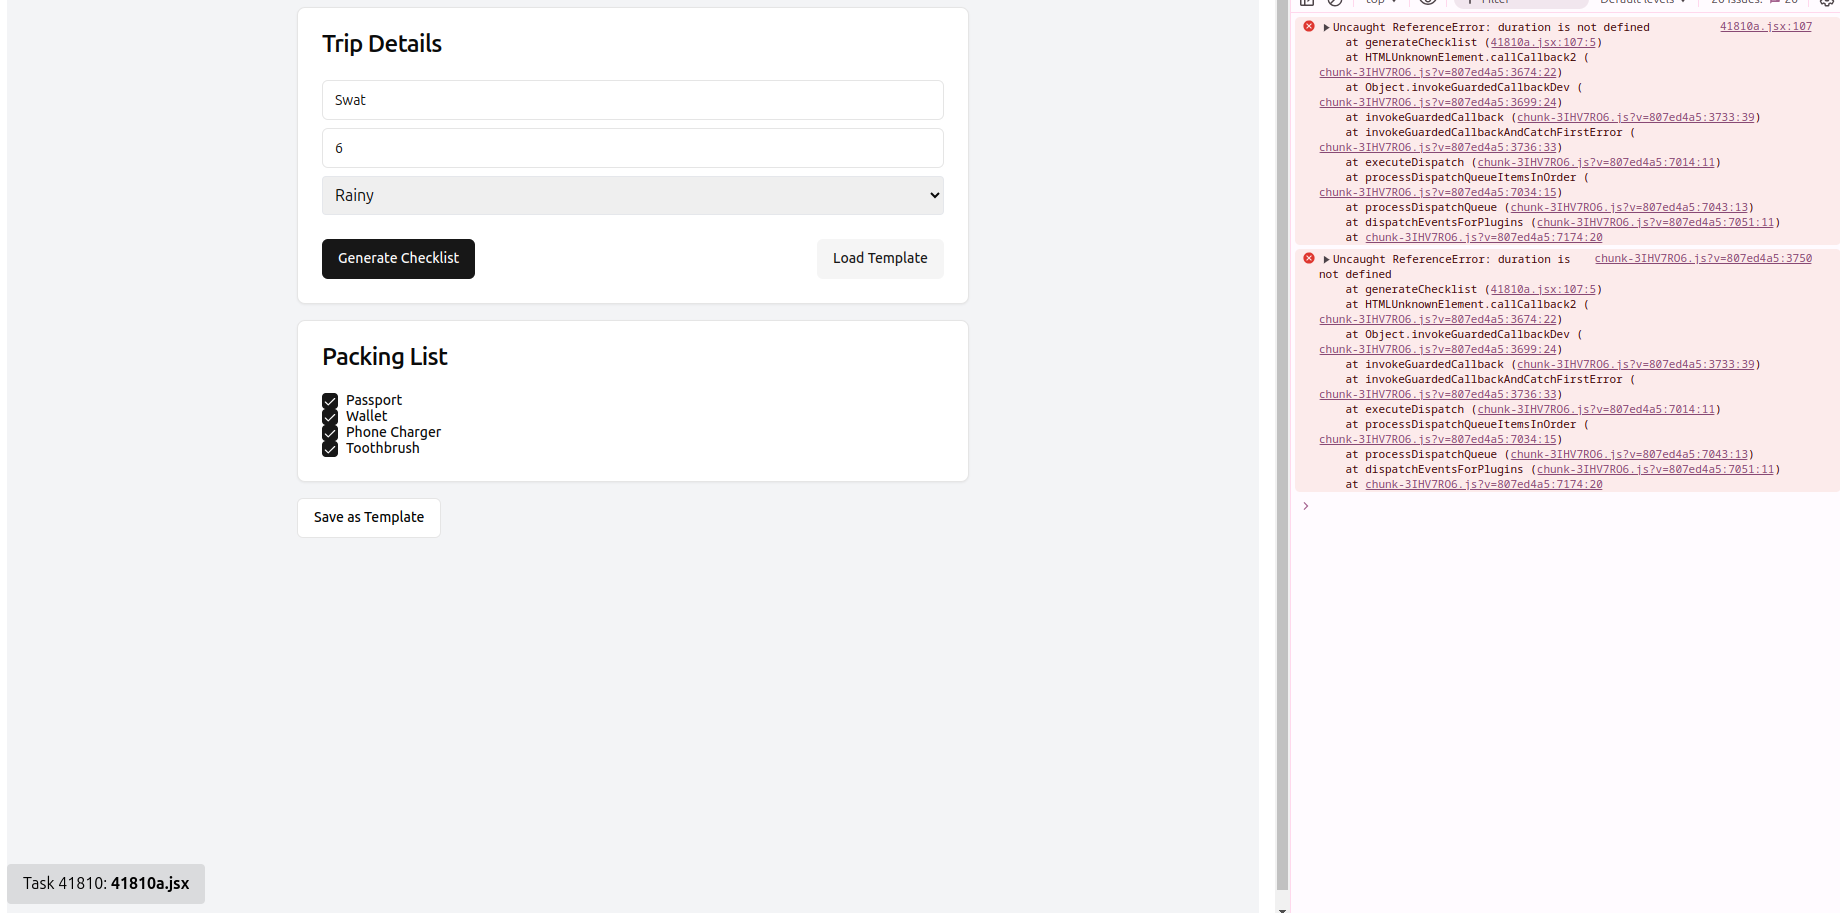 Trip Details
Swat
6
Rainy
Generate Checklist
Load Template
Packing List
Passport
Wallet
Phone Charger
Toothbrush
Save as Template
Task 41810: 41810a.jsx
Uncaught ReferenceError: duration is not defined 41810a.jsx:107
at generateChecklist (41810a.jsx:107:5)
at HTMLUnknownElement.callCallback2 (
chunk-3IHV7RO6.js?v=807ed4a5:3674:22)
at Object.invokeGuardedCallbackDev (
chunk-3IHV7RO6.js?v=807ed4a5:3699:24)
at invokeGuardedCallback (chunk-3IHV7RO6.js?v=807ed4a5:3733:39)
at invokeGuardedCallbackAndCatchFirstError (
chunk-3IHV7RO6.js?v=807ed4a5:3736:33)
at executeDispatch (chunk-3IHV7RO6.js?v=807ed4a5:7014:11)
at processDispatchQueueItemsInOrder (
chunk-3IHV7RO6.js?v=807ed4a5:7034:15)
at processDispatchQueue (chunk-3IHV7RO6.js?v=807ed4a5:7043:13)
at dispatchEventsForPlugins (chunk-3IHV7RO6.js?v=807ed4a5:7051:11)
at chunk-3IHV7RO6.js?v=807ed4a5:7174:20
Uncaught ReferenceError: duration is chunk-3IHV7RO6.js?v=807ed4a5:3750
not defined
at generateChecklist (41810a.jsx:107:5)
at HTMLUnknownElement.callCallback2 (
chunk-3IHV7RO6.js?v=807ed4a5:3674:22)
at Object.invokeGuardedCallbackDev (
chunk-3IHV7RO6.js?v=807ed4a5:3699:24)
at invokeGuardedCallback (chunk-3IHV7RO6.js?v=807ed4a5:3733:39)
at invokeGuardedCallbackAndCatchFirstError (
chunk-3IHV7RO6.js?v=807ed4a5:3736:33)
at executeDispatch (chunk-3IHV7RO6.js?v=807ed4a5:7014:11)
at processDispatchQueueItemsInOrder (
chunk-3IHV7RO6.js?v=807ed4a5:7034:15)
at processDispatchQueue (chunk-3IHV7RO6.js?v=807ed4a5:7043:13)
at dispatchEventsForPlugins (chunk-3IHV7RO6.js?v=807ed4a5:7051:11)
at chunk-3IHV7RO6.js?v=807ed4a5:7174:20